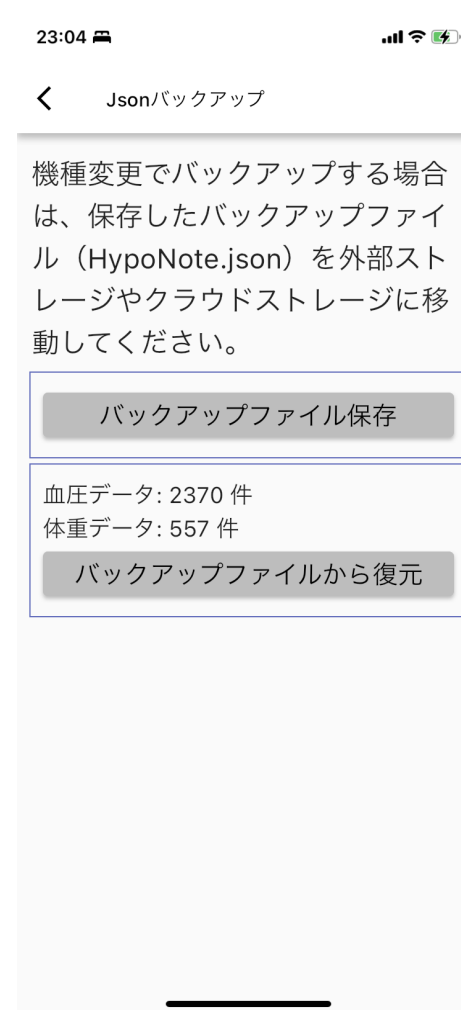 23:04
Jsonバックアップ
機種変更でバックアップする場合
は、保存したバックアップファイ
ル（HypoNote.json）を外部スト
レージやクラウドストレージに移
動してください。
バックアップファイル保存
血圧データ: 2370 件
体重データ: 557 件
バックアップファイルから復元